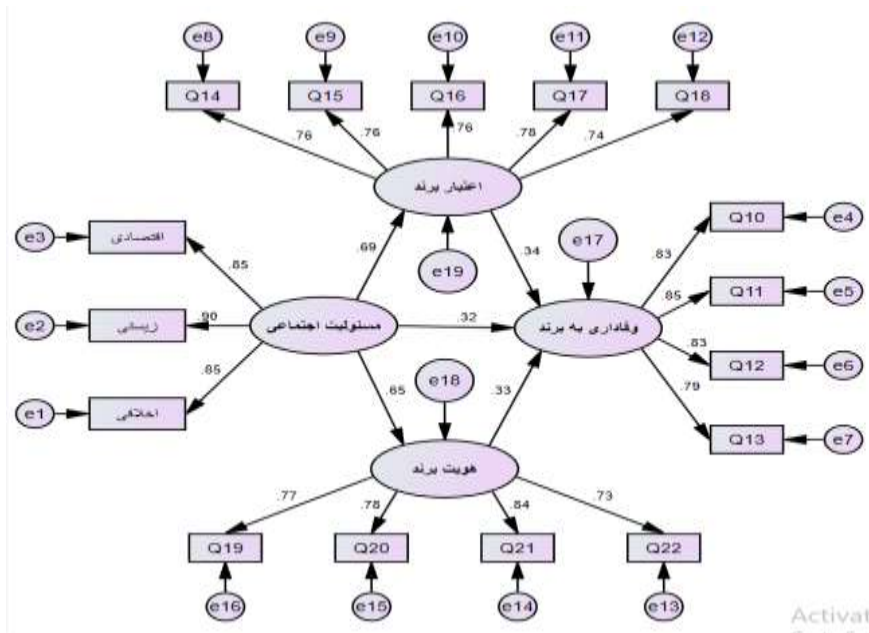 e8
e9
e10
e11
e12
Q14
Q15
Q16
Q17
Q18
.76
.76
.76
.78
.74
اعتبار برند
e3
اقتصادی
.85
.69
e19
.34
e17
Q10
e4
.83
Q11
e5
.85
e2
زیستی
.90
مسئولیت اجتماعی
.32
وفاداری به برند
.83
Q12
e6
.85
.65
e18
.33
.79
e1
اخلاقی
Q13
e7
هویت برند
.77
.78
.84
.73
Q19
Q20
Q21
Q22
e16
e15
e14
e13
Activat